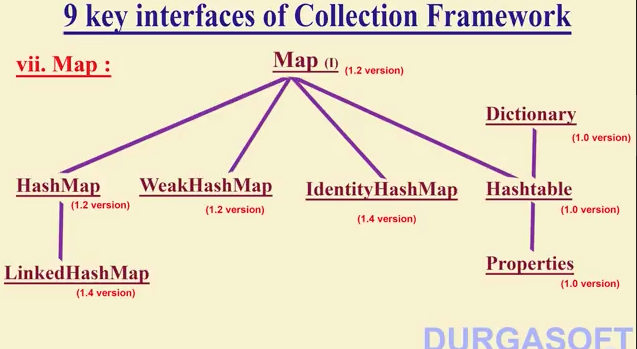 9 key interfaces of Collection Framework
vii. Map :
Map (I) (1.2 version)
Dictionary
(1.0 version)
HashMap
(1.2 version)
WeakHashMap
(1.2 version)
IdentityHashMap
(1.4 version)
Hashtable
(1.0 version)
LinkedHashMap
(1.4 version)
Properties
(1.0 version)
DURGASOFT